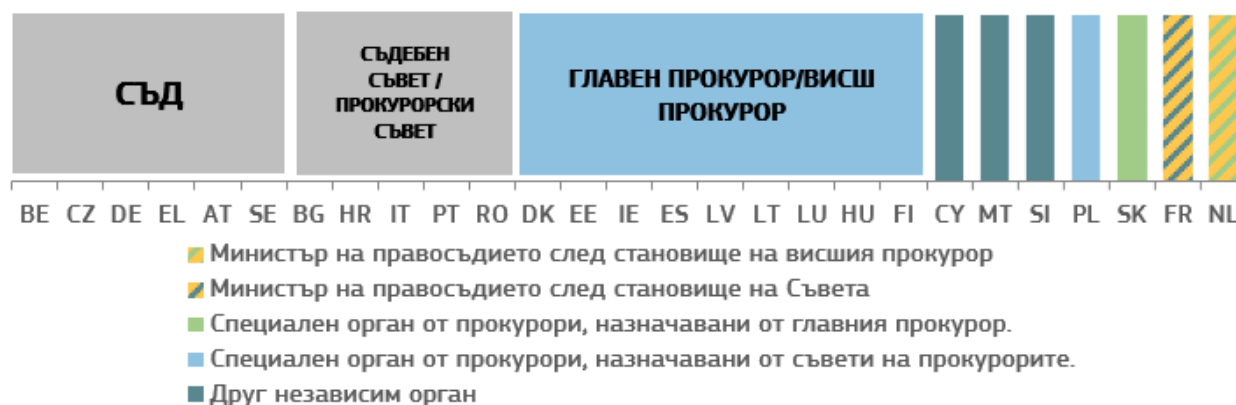 СЪД
СЪДЕБЕН
СЪВЕТ /
ПРОКУРОРСКИ
СЪВЕТ
ГЛАВЕН ПРОКУРОР/ВИСШ
ПРОКУРОР
BE CZ DE EL AT SE BG HR IT PT RO DK EE IE ES LV LT LU HU FI CY MT SI PL SK FR NL
Министър на правосъдието след становище на висшия прокурор
Министър на правосъдието след становище на Съвета
Специален орган от прокурори, назначавани от главния прокурор.
Специален орган от прокурори, назначавани от съвети на прокурорите.
Друг независим орган